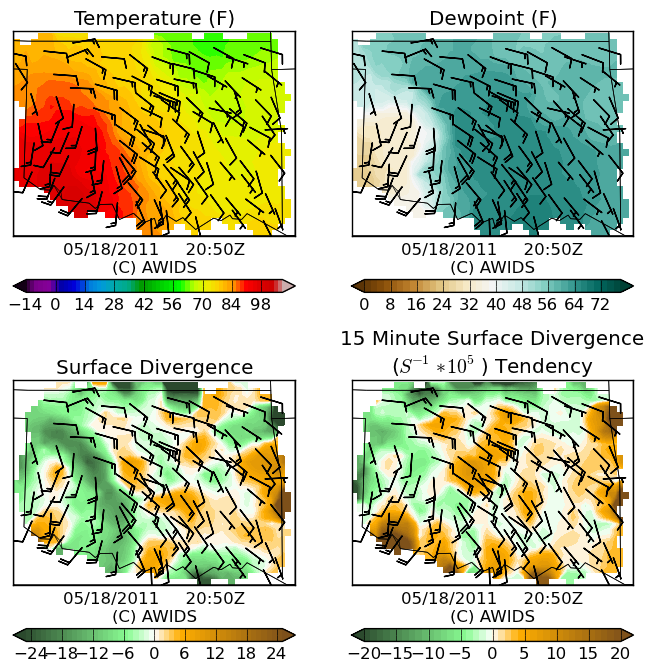 Temperature (F)
Dewpoint (F)
05/18/2011 20:50Z
(C) AWIDS
05/18/2011 20:50Z
(C) AWIDS
−14 0 14 28 42 56 70 84 98
0 8 16 24 32 40 48 56 64 72
Surface Divergence
15 Minute Surface Divergence
(S⁻¹ *10⁵ ) Tendency
05/18/2011 20:50Z
(C) AWIDS
05/18/2011 20:50Z
(C) AWIDS
−24 −18 −12 −6 0 6 12 18 24
−20 −15 −10 −5 0 5 10 15 20